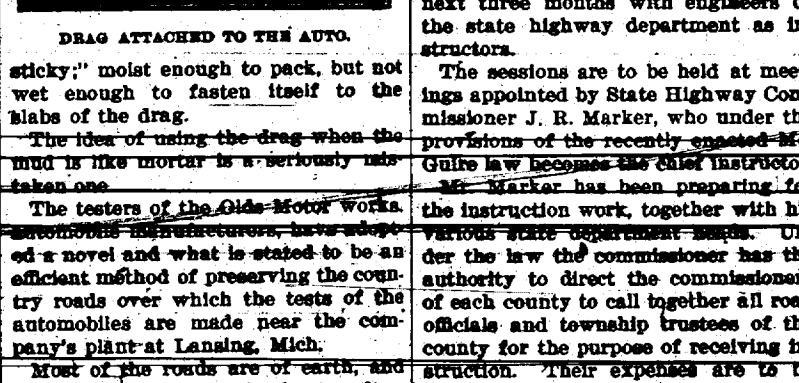 DRAG ATTACHED TO THE AUTO.
sticky;" moist enough to pack, but not
wet enough to fasten itself to the
slabs of the drag.
The idea of using the drag when the
mud is like mortar is a seriously mis-
taken one
The testers of the Olds Motor works,
automobile manufacturers, have adopt-
ed a novel and what is stated to be an
efficient method of preserving the coun-
try roads over which the tests of the
automobiles are made near the com-
pany's plant at Lansing, Mich.
Most of the roads are of earth, and
next three months with engineers
the state highway department as
structors.
The sessions are to be held at
ings appointed by State Highway
missioner J. R. Marker, who under
provisions of the recently enacted
Guire law becomes the chief
Mr. Marker has been preparing
the instruction work, together with
various state department heads.
der the law the commissioner has
authority to direct the
of each county to call together all
officials and township trustees of
county for the purpose of receiving
struction. Their expenses are to